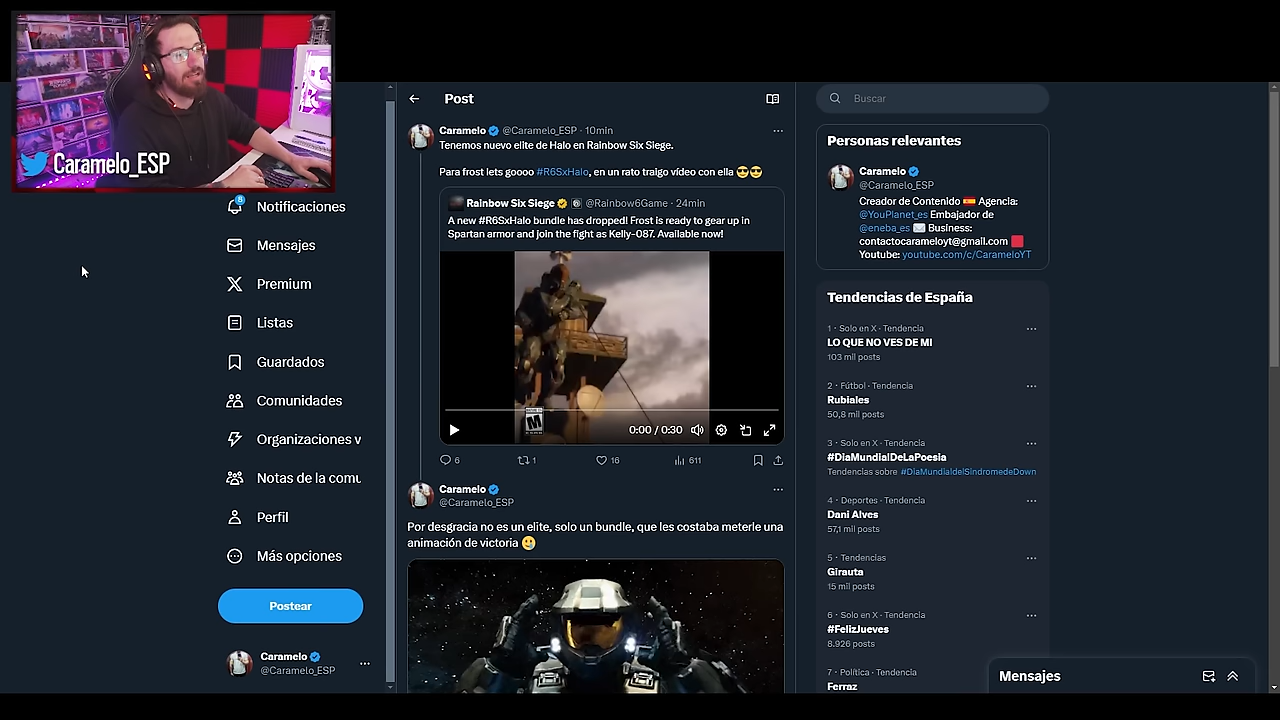 Caramelo_ESP
Notificaciones
8
Mensajes
Premium
Listas
Guardados
Comunidades
Organizaciones v
Notas de la comu
Perfil
Más opciones
Postear
Caramelo
@Caramelo_ESP
Post
Caramelo @Caramelo_ESP · 10min
Tenemos nuevo elite de Halo en Rainbow Six Siege.
Para frost lets goooo #R6SxHalo, en un rato traigo vídeo con ella 😎😎
Rainbow Six Siege @Rainbow6Game · 24min
A new #R6SxHalo bundle has dropped! Frost is ready to gear up in
Spartan armor and join the fight as Kelly-087. Available now!
M
0:00 / 0:30
6 1 16 611
Caramelo
@Caramelo_ESP
Por desgracia no es un elite, solo un bundle, que les costaba meterle una
animación de victoria 🙂
Buscar
Personas relevantes
Caramelo
@Caramelo_ESP
Creador de Contenido 🇪🇸 Agencia:
@YouPlanet_es Embajador de
@eneba_es ✉️ Business:
contactocarameloyt@gmail.com 🟥
Youtube: youtube.com/c/CarameloYT
Tendencias de España
1 · Solo en X · Tendencia
LO QUE NO VES DE MI
103 mil posts
2 · Fútbol · Tendencia
Rubiales
50,8 mil posts
3 · Solo en X · Tendencia
#DiaMundialDeLaPoesia
Tendencias sobre #DiaMundialdelSindromedeDown
4 · Deportes · Tendencia
Dani Alves
57,1 mil posts
5 · Tendencias
Girauta
15 mil posts
6 · Solo en X · Tendencia
#FelizJueves
8.926 posts
7 · Política · Tendencia
Ferraz
Mensajes